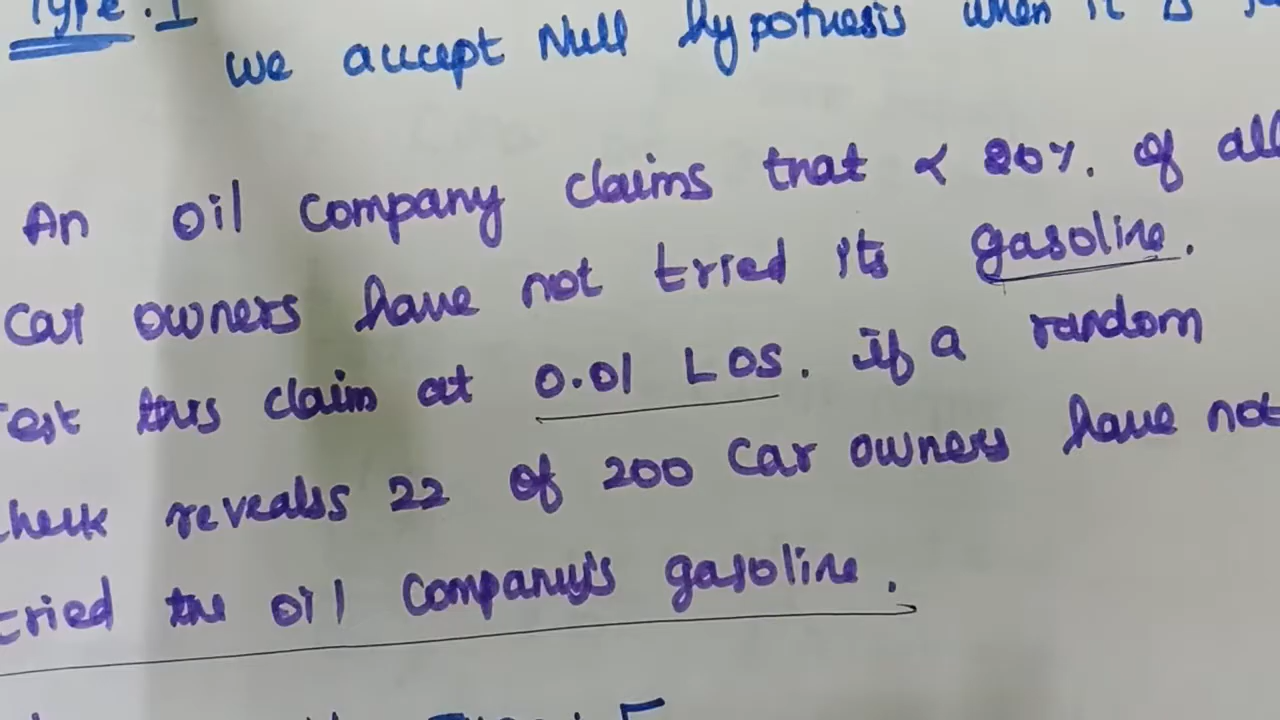 Type. I
we accept Null hypothesis when it is
An oil company claims that < 20%. of all
car owners have not tried its gasoline.
Test this claim at 0.01 LOS. if a random
check revealss 22 of 200 car owners have not
tried the oil company's gasoline.